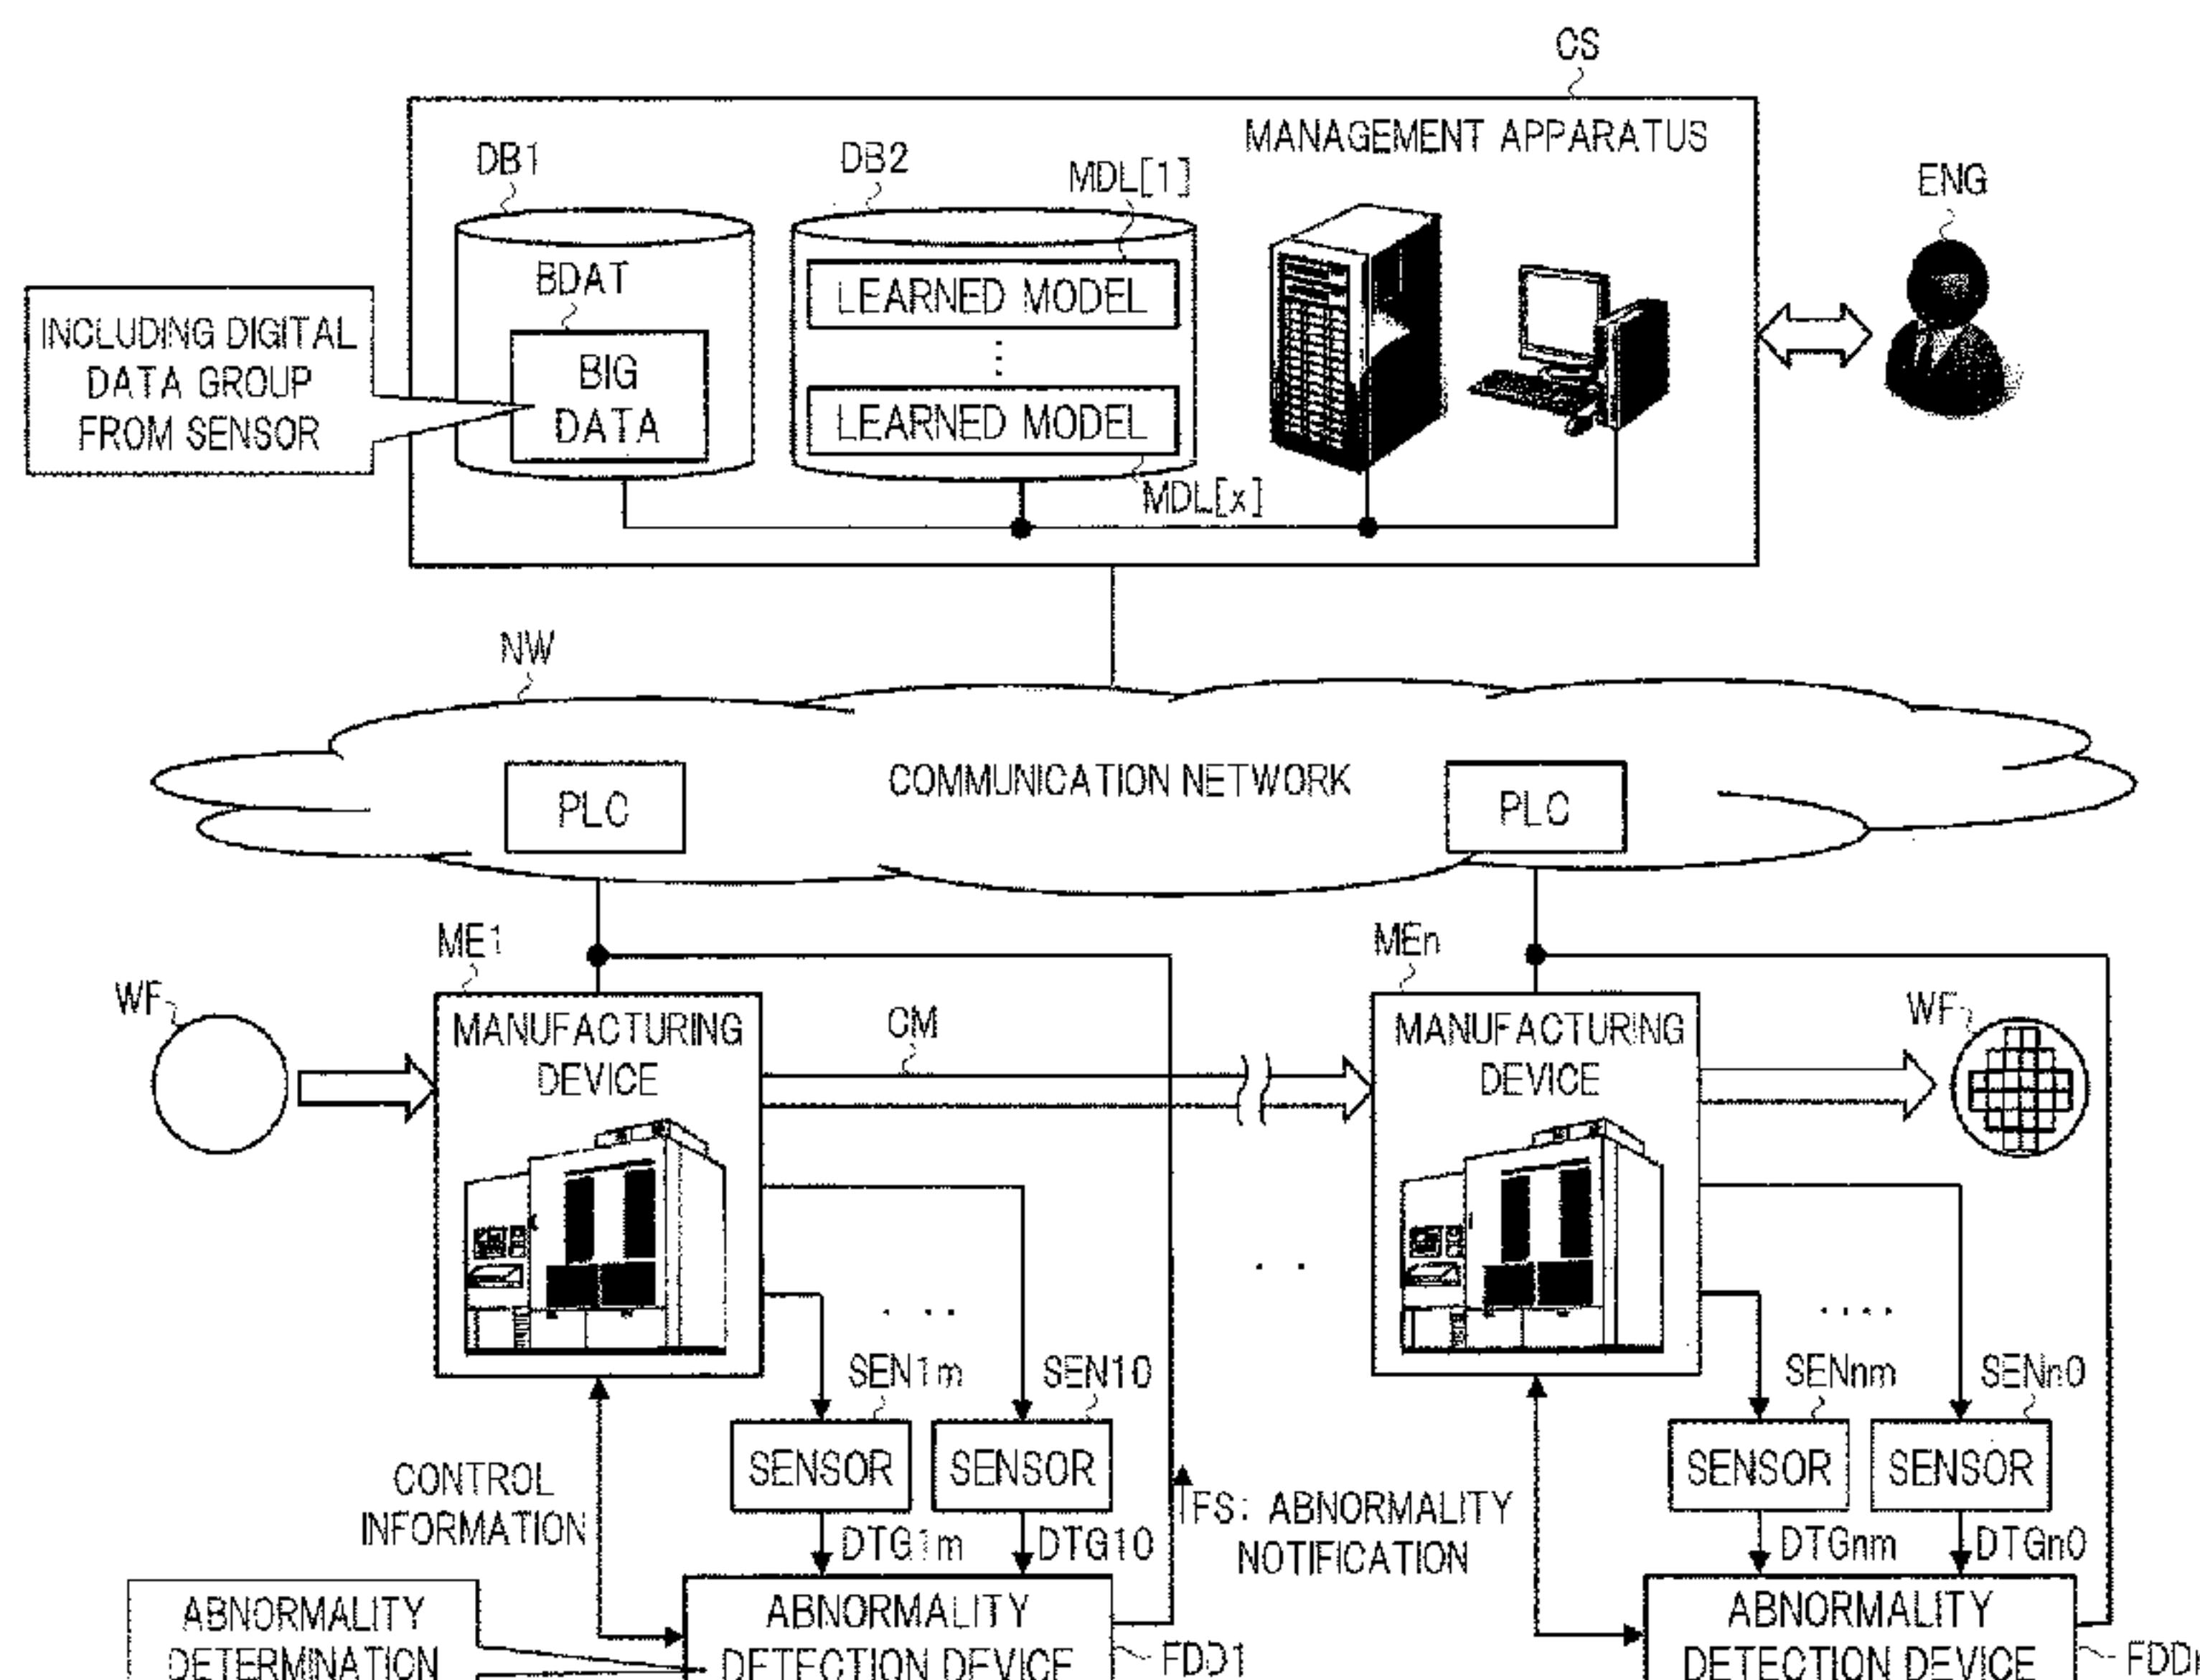 CS
MANAGEMENT APPARATUS
DB1
DB2
MDL[1]
ENG
BDAT
LEARNED MODEL
INCLUDING DIGITAL
DATA GROUP
FROM SENSOR
BIG
DATA
LEARNED MODEL
MDL[x]
NW
COMMUNICATION NETWORK
PLC
PLC
ME1
MEn
WF
MANUFACTURING
DEVICE
CM
MANUFACTURING
DEVICE
WF
SEN1m
SEN10
SENnm
SENn0
SENSOR
SENSOR
SENSOR
SENSOR
CONTROL
INFORMATION
FS: ABNORMALITY
NOTIFICATION
DTG1m
DTG10
DTGnm
DTGn0
ABNORMALITY
DETERMINATION
ABNORMALITY
DETECTION DEVICE
FDD1
ABNORMALITY
DETECTION DEVICE